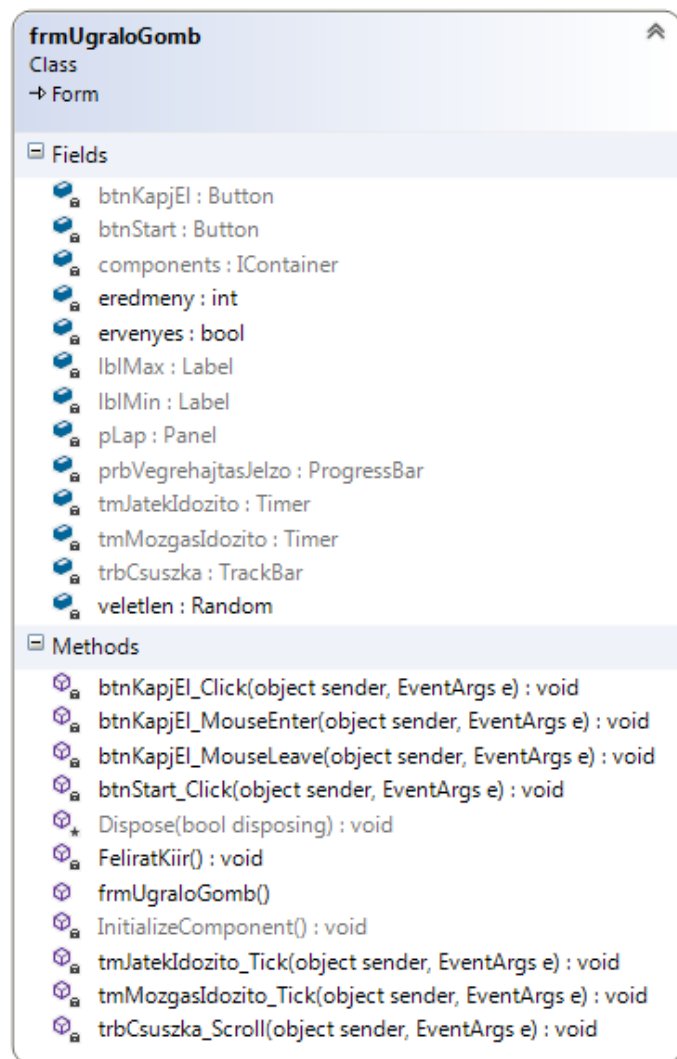 frmUgraloGomb
Class
Form
Fields
btnKapjEl : Button
btnStart : Button
components : IContainer
eredmeny : int
ervenyes : bool
lblMax : Label
lblMin : Label
pLap : Panel
prbVegrehajtasJelzo : ProgressBar
tmJatekIdozito : Timer
tmMozgasIdozito : Timer
trbCsuszka : TrackBar
veletlen : Random
Methods
btnKapjEl_Click(object sender, EventArgs e) : void
btnKapjEl_MouseEnter(object sender, EventArgs e) : void
btnKapjEl_MouseLeave(object sender, EventArgs e) : void
btnStart_Click(object sender, EventArgs e) : void
Dispose(bool disposing) : void
FeliratKiir() : void
frmUgraloGomb()
InitializeComponent() : void
tmJatekIdozito_Tick(object sender, EventArgs e) : void
tmMozgasIdozito_Tick(object sender, EventArgs e) : void
trbCsuszka_Scroll(object sender, EventArgs e) : void